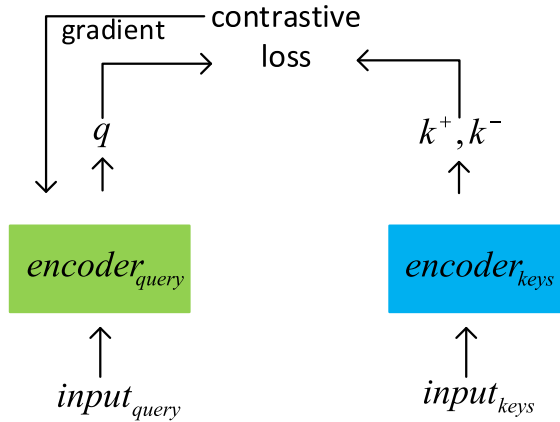 contrastive
gradient
loss
q
k⁺, k⁻
encoder_query
encoder_keys
input_query
input_keys